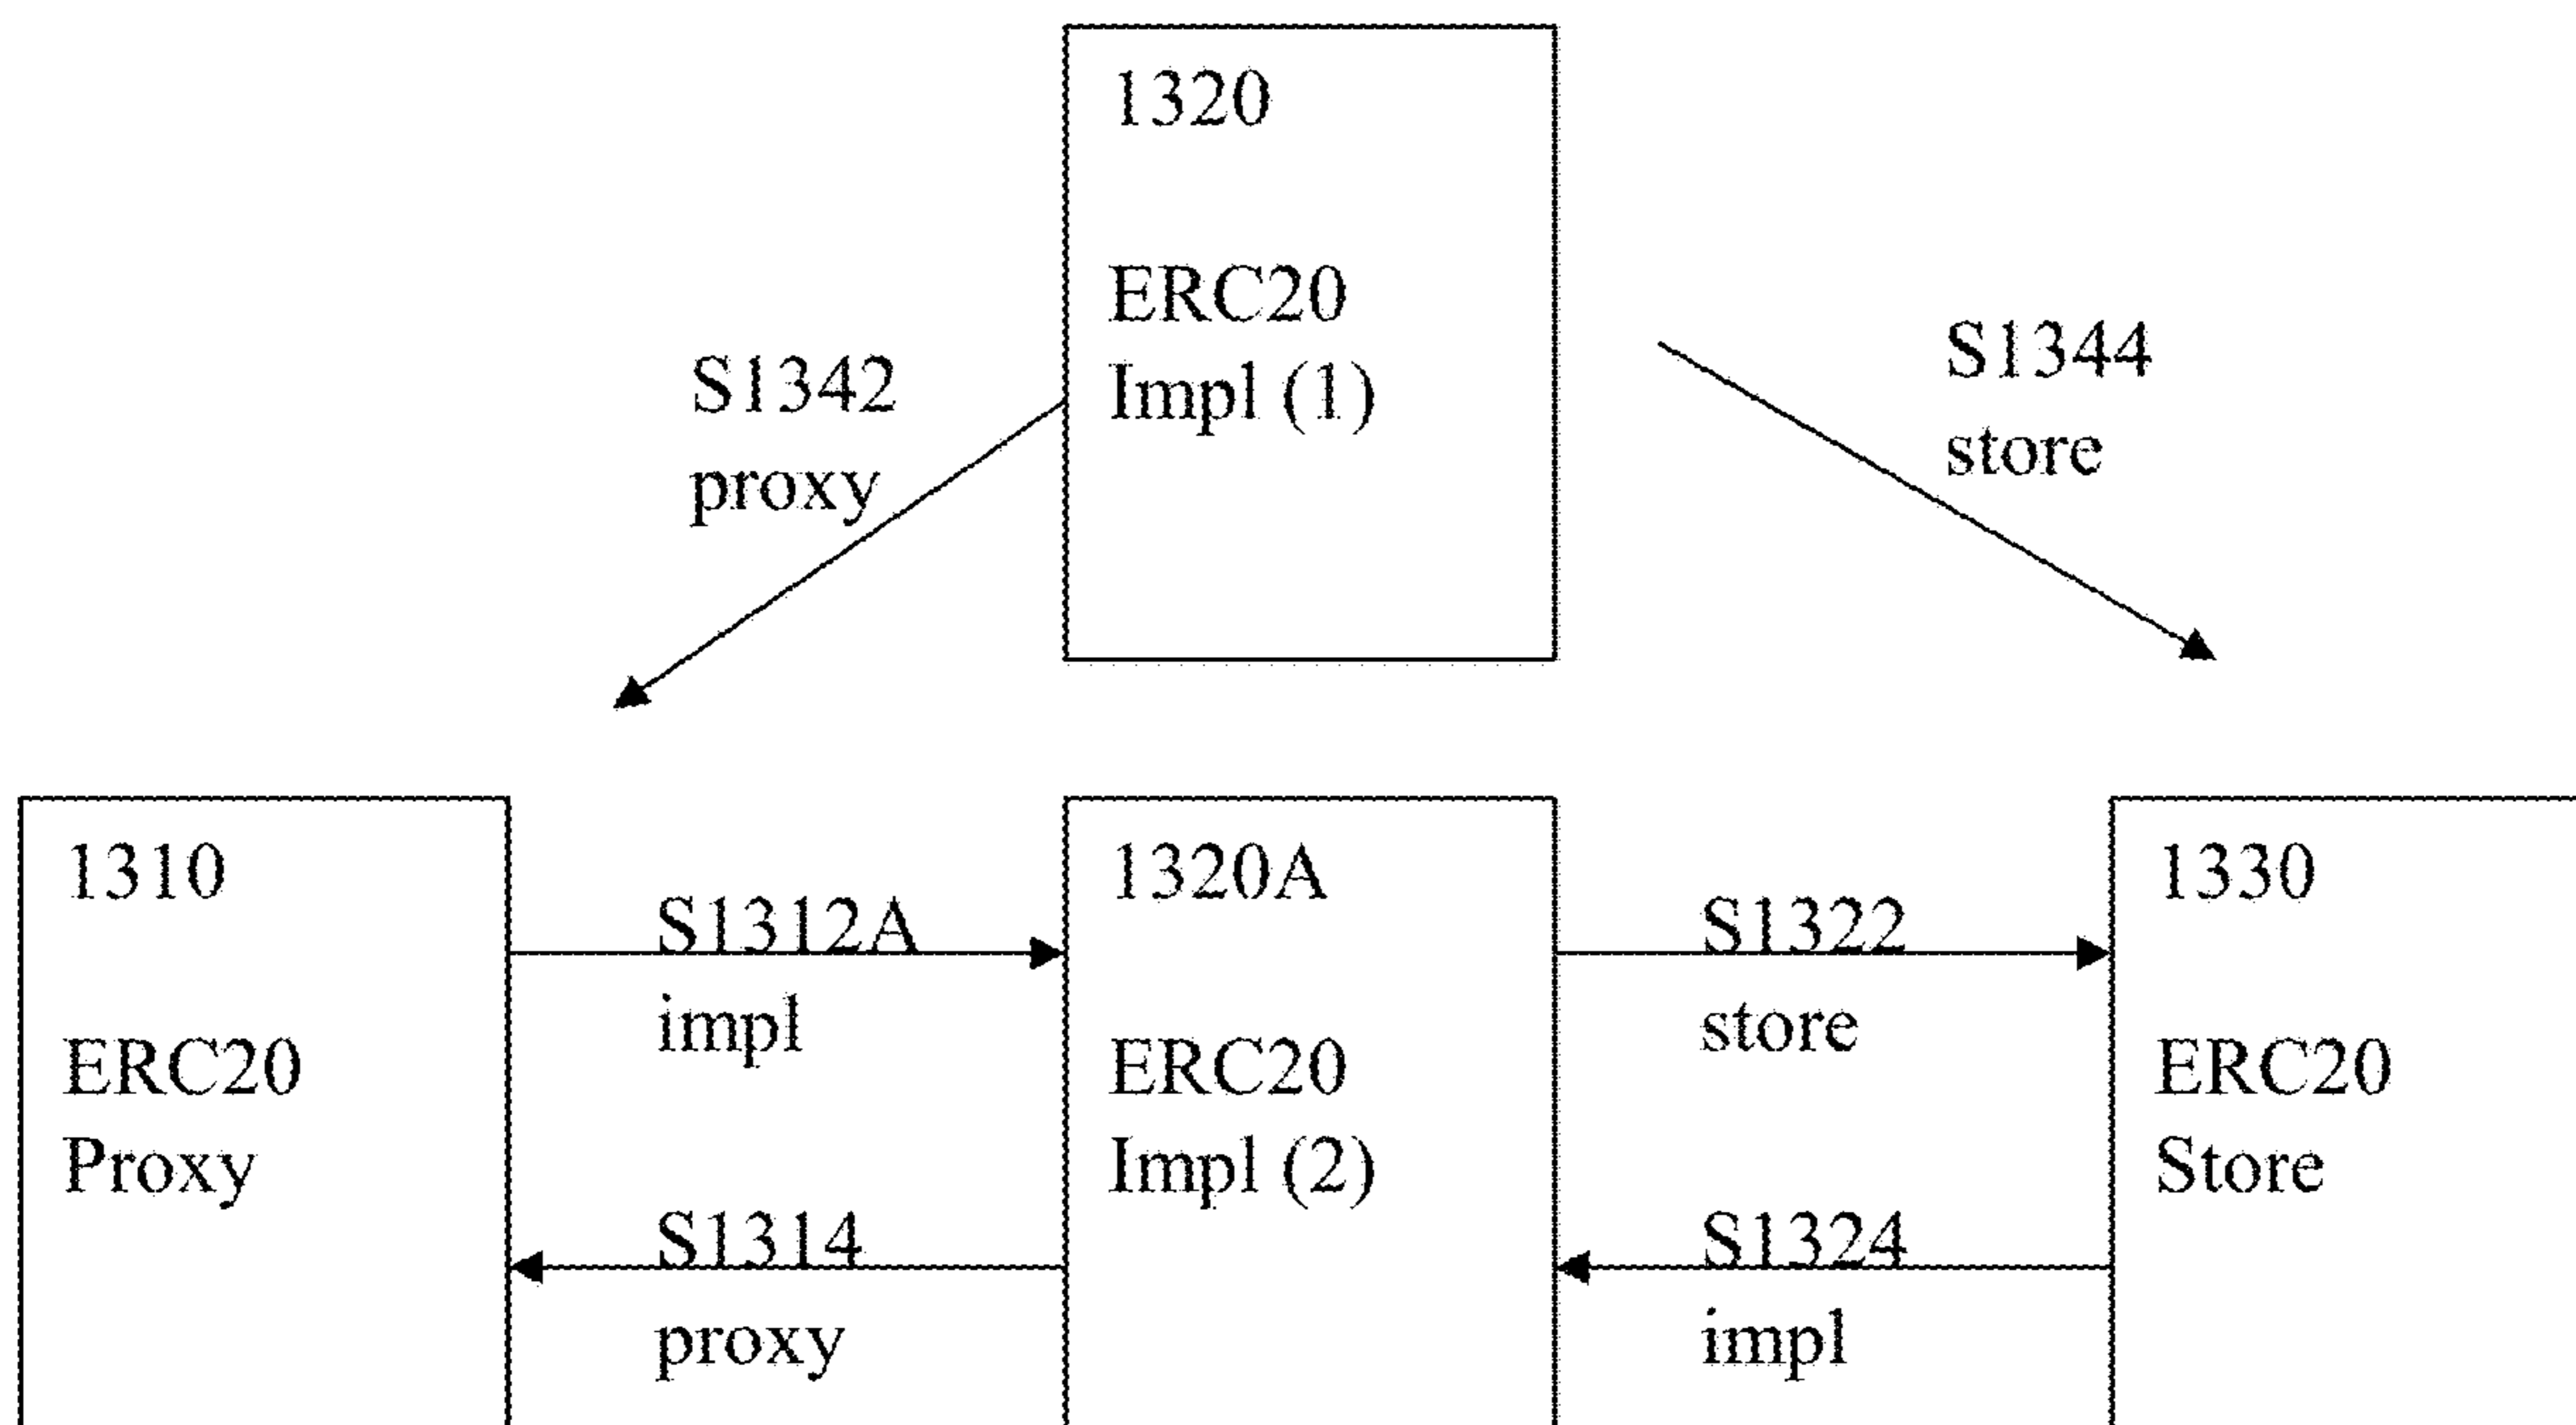 1320
ERC20
Impl (1)
S1342
proxy
S1344
store
1310
ERC20
Proxy
S1312A
impl
S1314
proxy
1320A
ERC20
Impl (2)
S1322
store
S1324
impl
1330
ERC20
Store